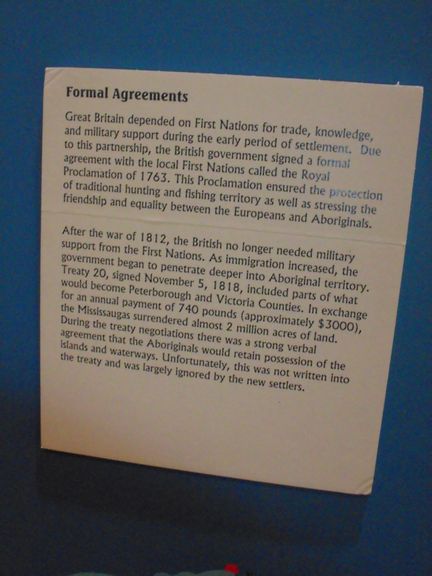 Formal Agreements
Great Britain depended on First Nations for trade, knowledge,
and military support during the early period of settlement. Due
to this partnership, the British government signed a formal
agreement with the local First Nations called the Royal
Proclamation of 1763. This Proclamation ensured the protection
of traditional hunting and fishing territory as well as stressing the
friendship and equality between the Europeans and Aboriginals.
After the war of 1812, the British no longer needed military
support from the First Nations. As immigration increased, the
government began to penetrate deeper into Aboriginal territory.
Treaty 20, signed November 5, 1818, included parts of what
would become Peterborough and Victoria Counties. In exchange
for an annual payment of 740 pounds (approximately $3000),
the Mississaugas surrendered almost 2 million acres of land.
During the treaty negotiations there was a strong verbal
agreement that the Aboriginals would retain possession of the
islands and waterways. Unfortunately, this was not written into
the treaty and was largely ignored by the new settlers.